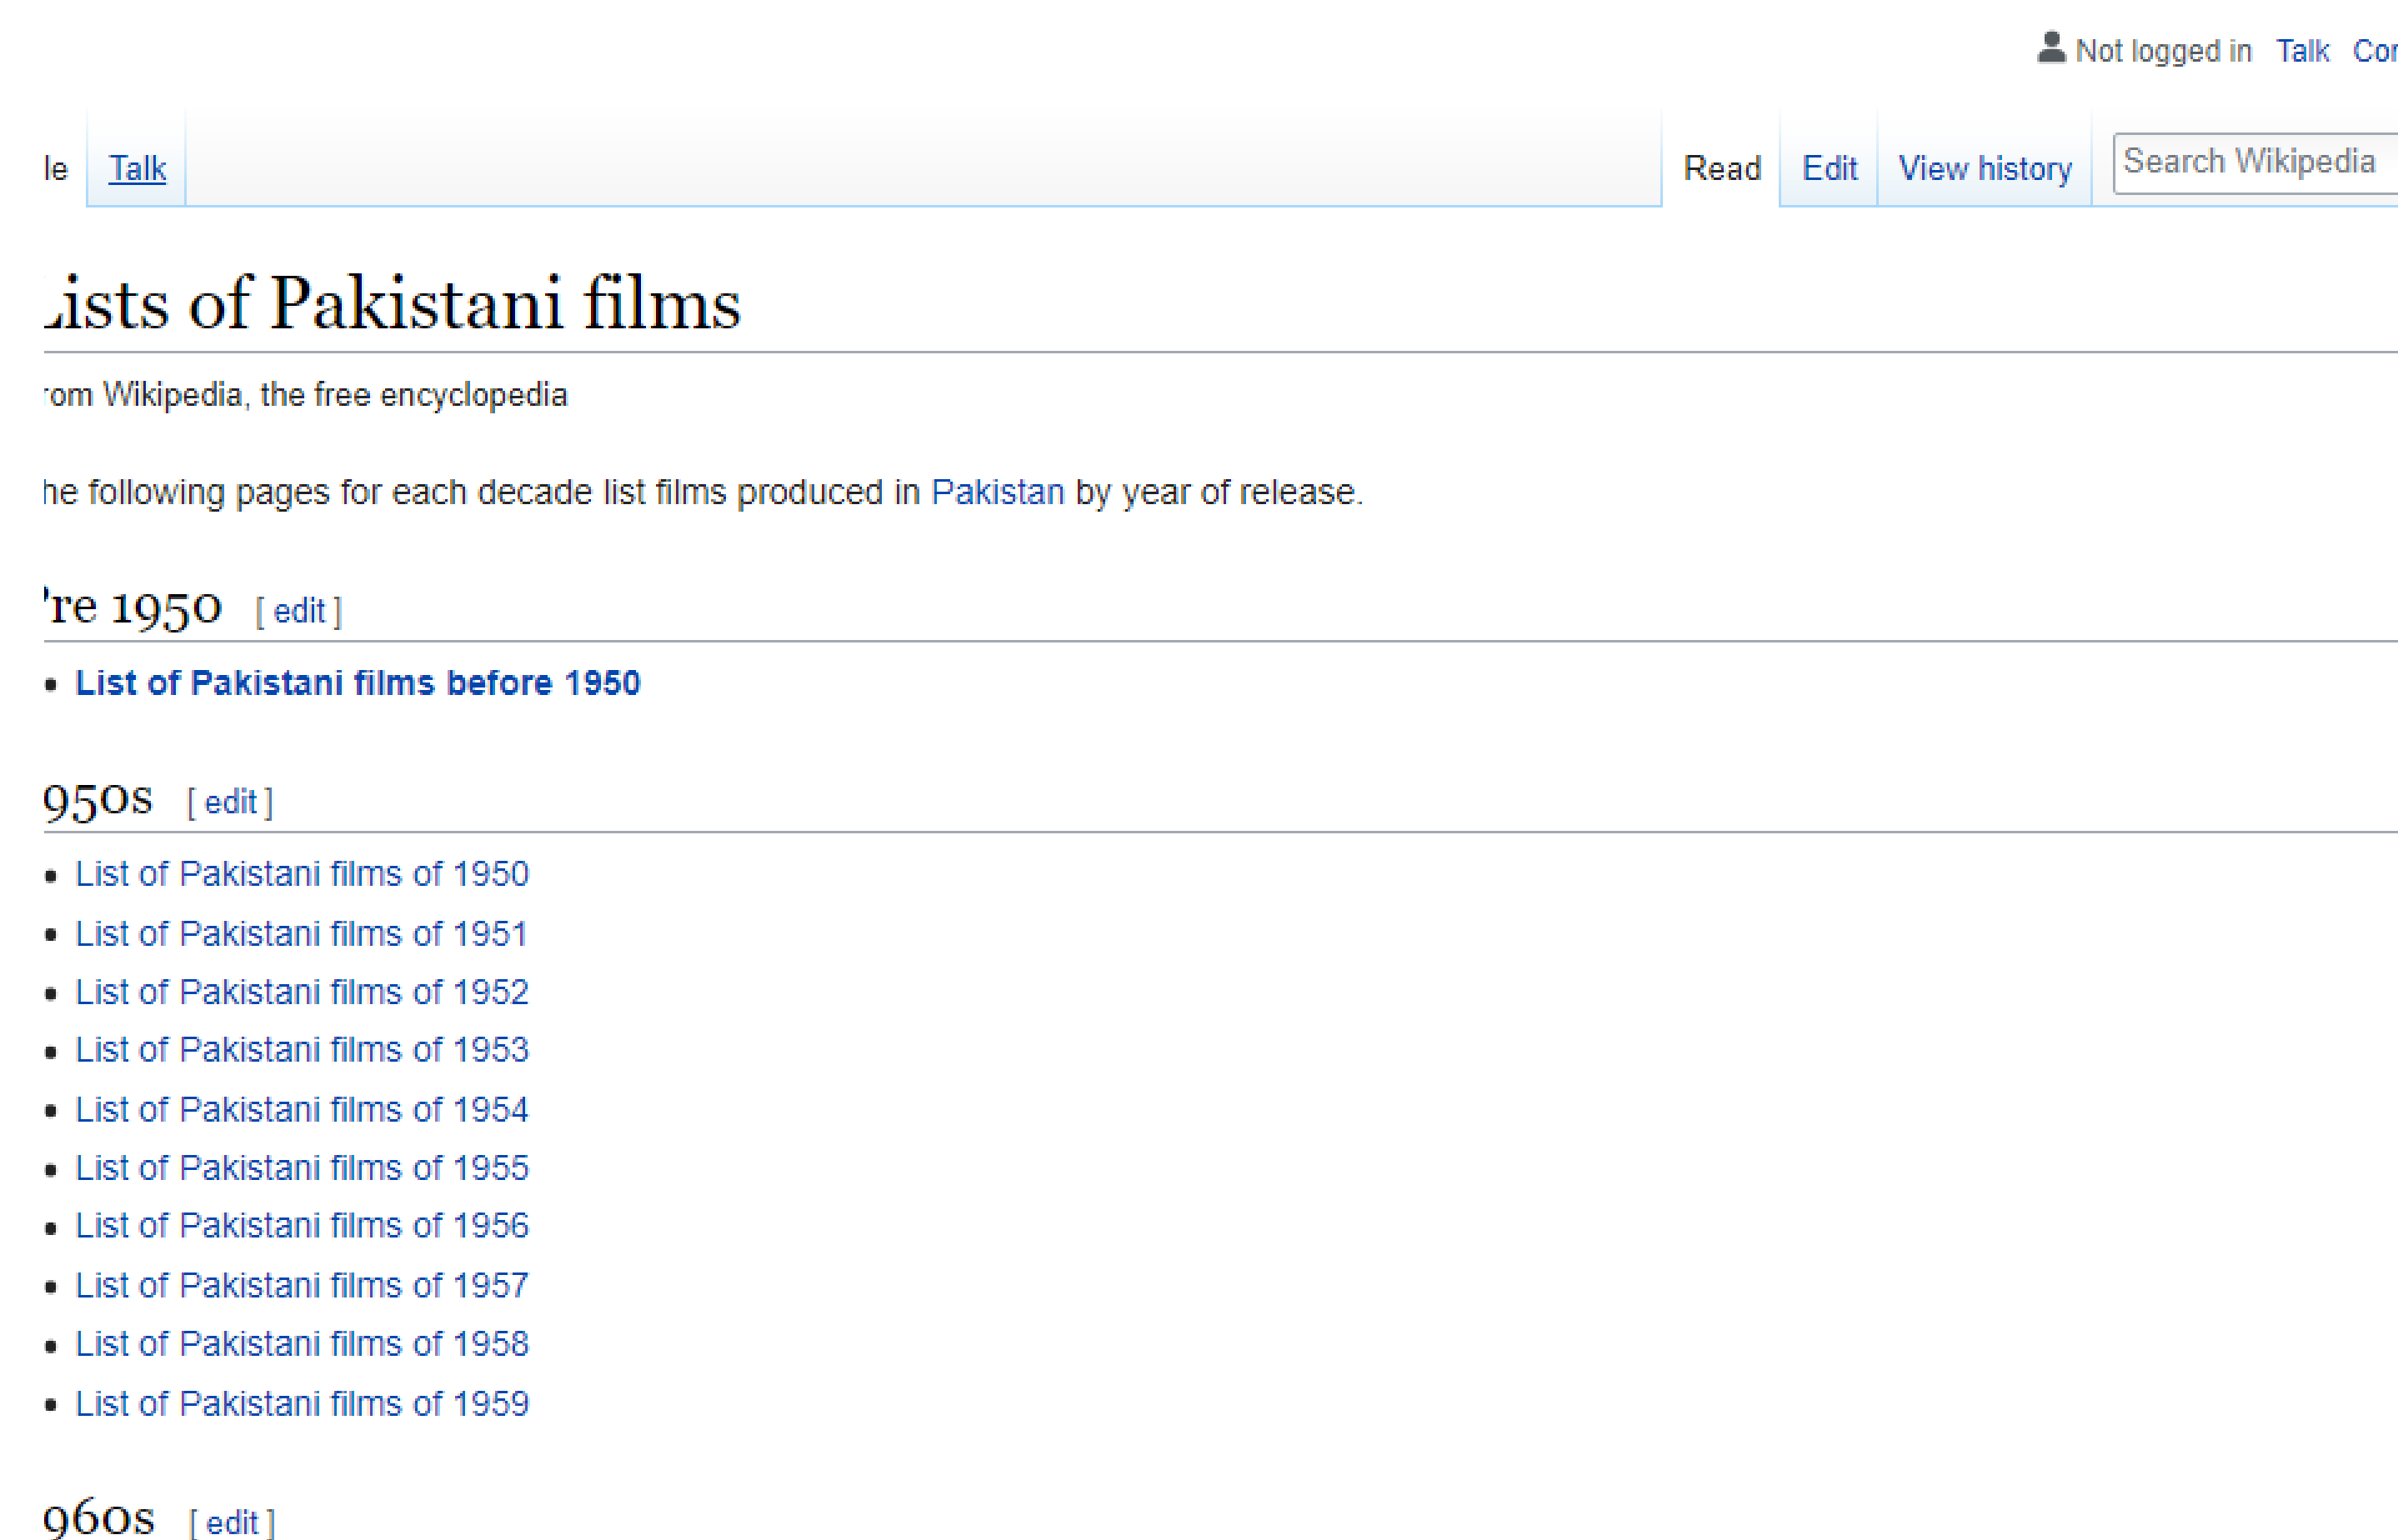 Not logged in Talk
Talk Read Edit View history Search Wikipedia
Lists of Pakistani films
from Wikipedia, the free encyclopedia
he following pages for each decade list films produced in Pakistan by year of release.
Pre 1950 [ edit ]
• List of Pakistani films before 1950
950s [ edit ]
• List of Pakistani films of 1950
• List of Pakistani films of 1951
• List of Pakistani films of 1952
• List of Pakistani films of 1953
• List of Pakistani films of 1954
• List of Pakistani films of 1955
• List of Pakistani films of 1956
• List of Pakistani films of 1957
• List of Pakistani films of 1958
• List of Pakistani films of 1959
960s [ edit ]